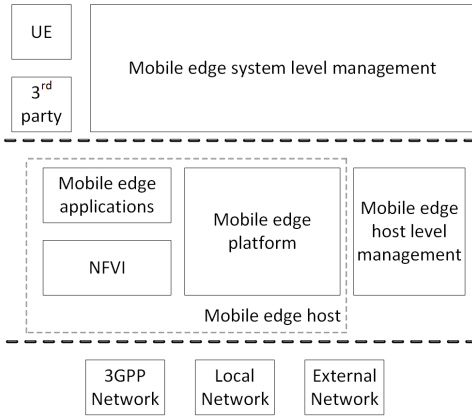 UE
Mobile edge system level management
3rd
party
Mobile edge
applications
NFVI
Mobile edge
platform
Mobile edge
host level
management
Mobile edge host
3GPP
Network
Local
Network
External
Network